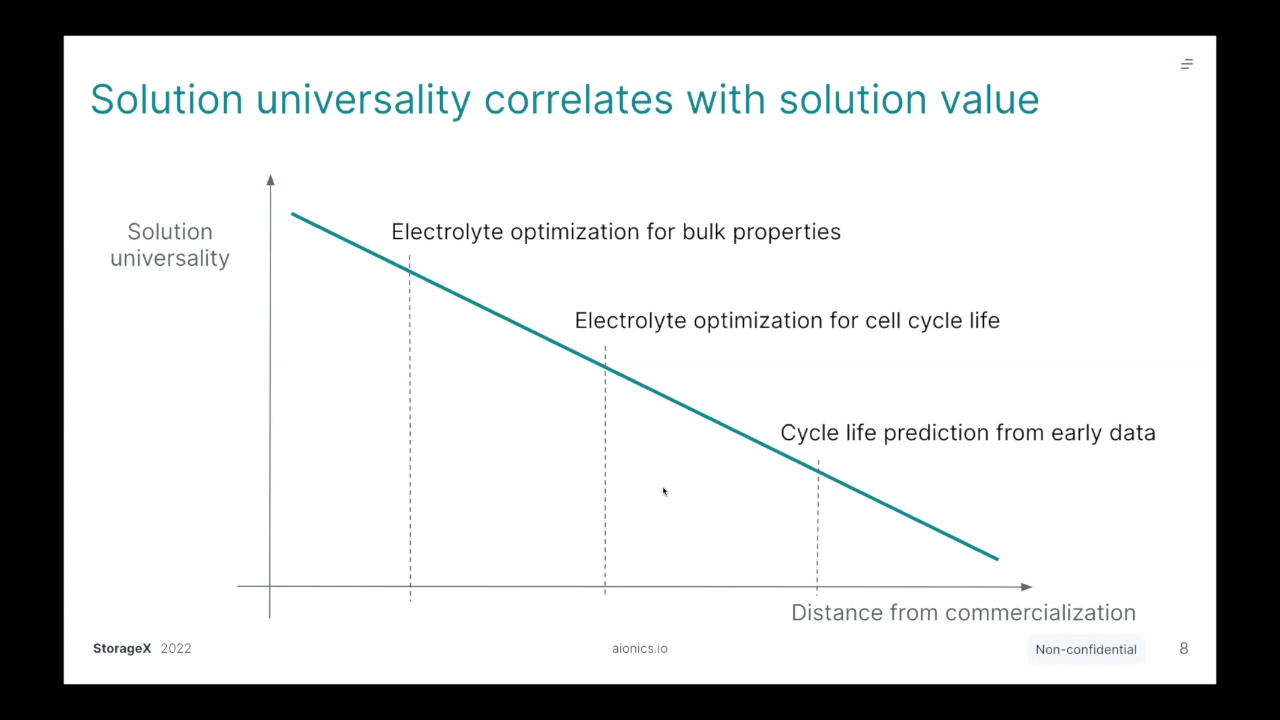 Solution universality correlates with solution value
Solution
universality
Electrolyte optimization for bulk properties
Electrolyte optimization for cell cycle life
Cycle life prediction from early data
Distance from commercialization
StorageX 2022
aionics.io
Non-confidential
8